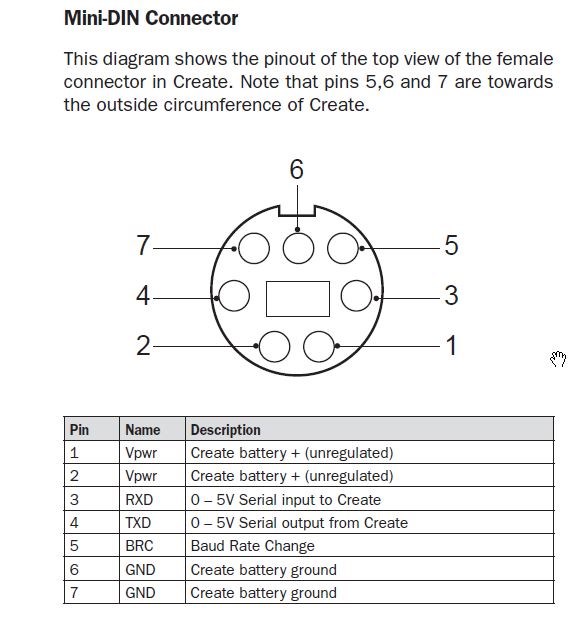 Mini-DIN Connector
This diagram shows the pinout of the top view of the female
connector in Create. Note that pins 5,6 and 7 are towards
the outside circumference of Create.
6
7 5
4 3
2 1
Pin Name Description
1 Vpwr Create battery + (unregulated)
2 Vpwr Create battery + (unregulated)
3 RXD 0 – 5V Serial input to Create
4 TXD 0 – 5V Serial output from Create
5 BRC Baud Rate Change
6 GND Create battery ground
7 GND Create battery ground